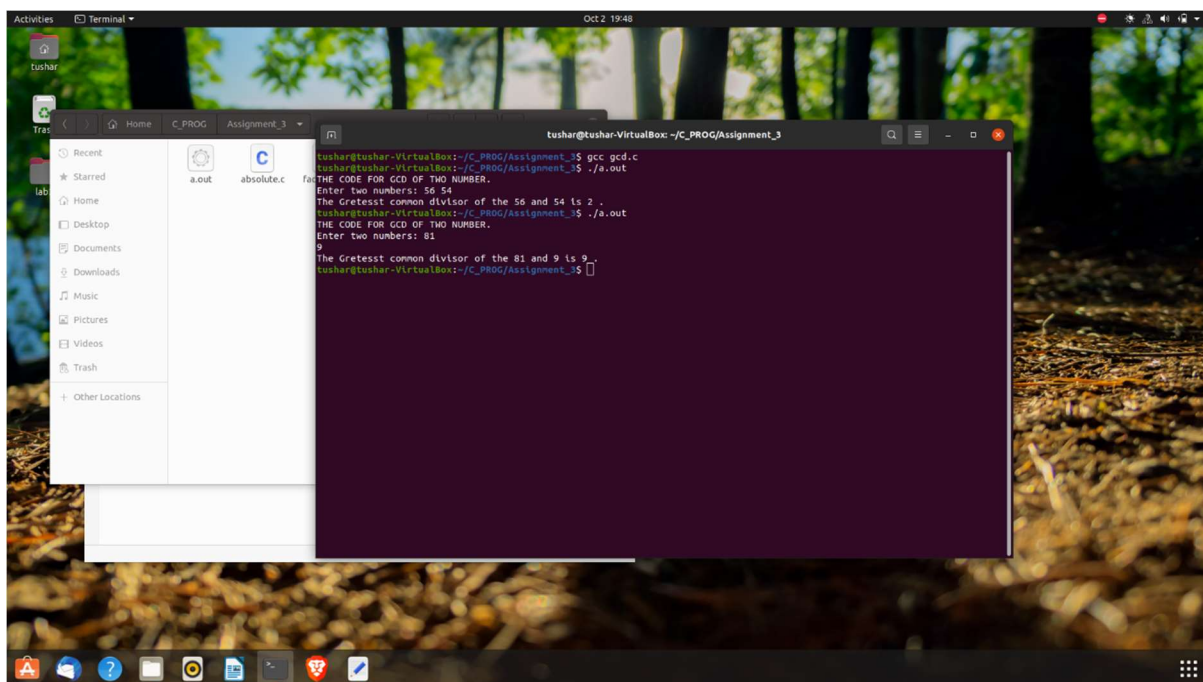 Activities Terminal Oct 2 19:48
tushar
Home C_PROG Assignment_3
tushar@tushar-VirtualBox: ~/C_PROG/Assignment_3
Recent
Starred
Home
Desktop
Documents
Downloads
Music
Pictures
Videos
Trash
+ Other Locations
a.out absolute.c
tushar@tushar-VirtualBox:~/C_PROG/Assignment_3$ gcc gcd.c
tushar@tushar-VirtualBox:~/C_PROG/Assignment_3$ ./a.out
THE CODE FOR GCD OF TWO NUMBER.
Enter two numbers: 56 54
The Gretesst common divisor of the 56 and 54 is 2 .
tushar@tushar-VirtualBox:~/C_PROG/Assignment_3$ ./a.out
THE CODE FOR GCD OF TWO NUMBER.
Enter two numbers: 81
9
The Gretesst common divisor of the 81 and 9 is 9 .
tushar@tushar-VirtualBox:~/C_PROG/Assignment_3$